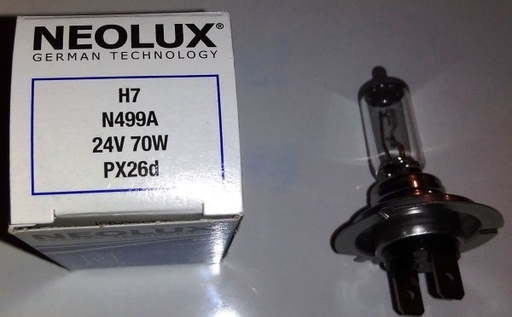 NEOLUX®
GERMAN TECHNOLOGY
H7
N499A
24V 70W
PX26d
NEOLUX